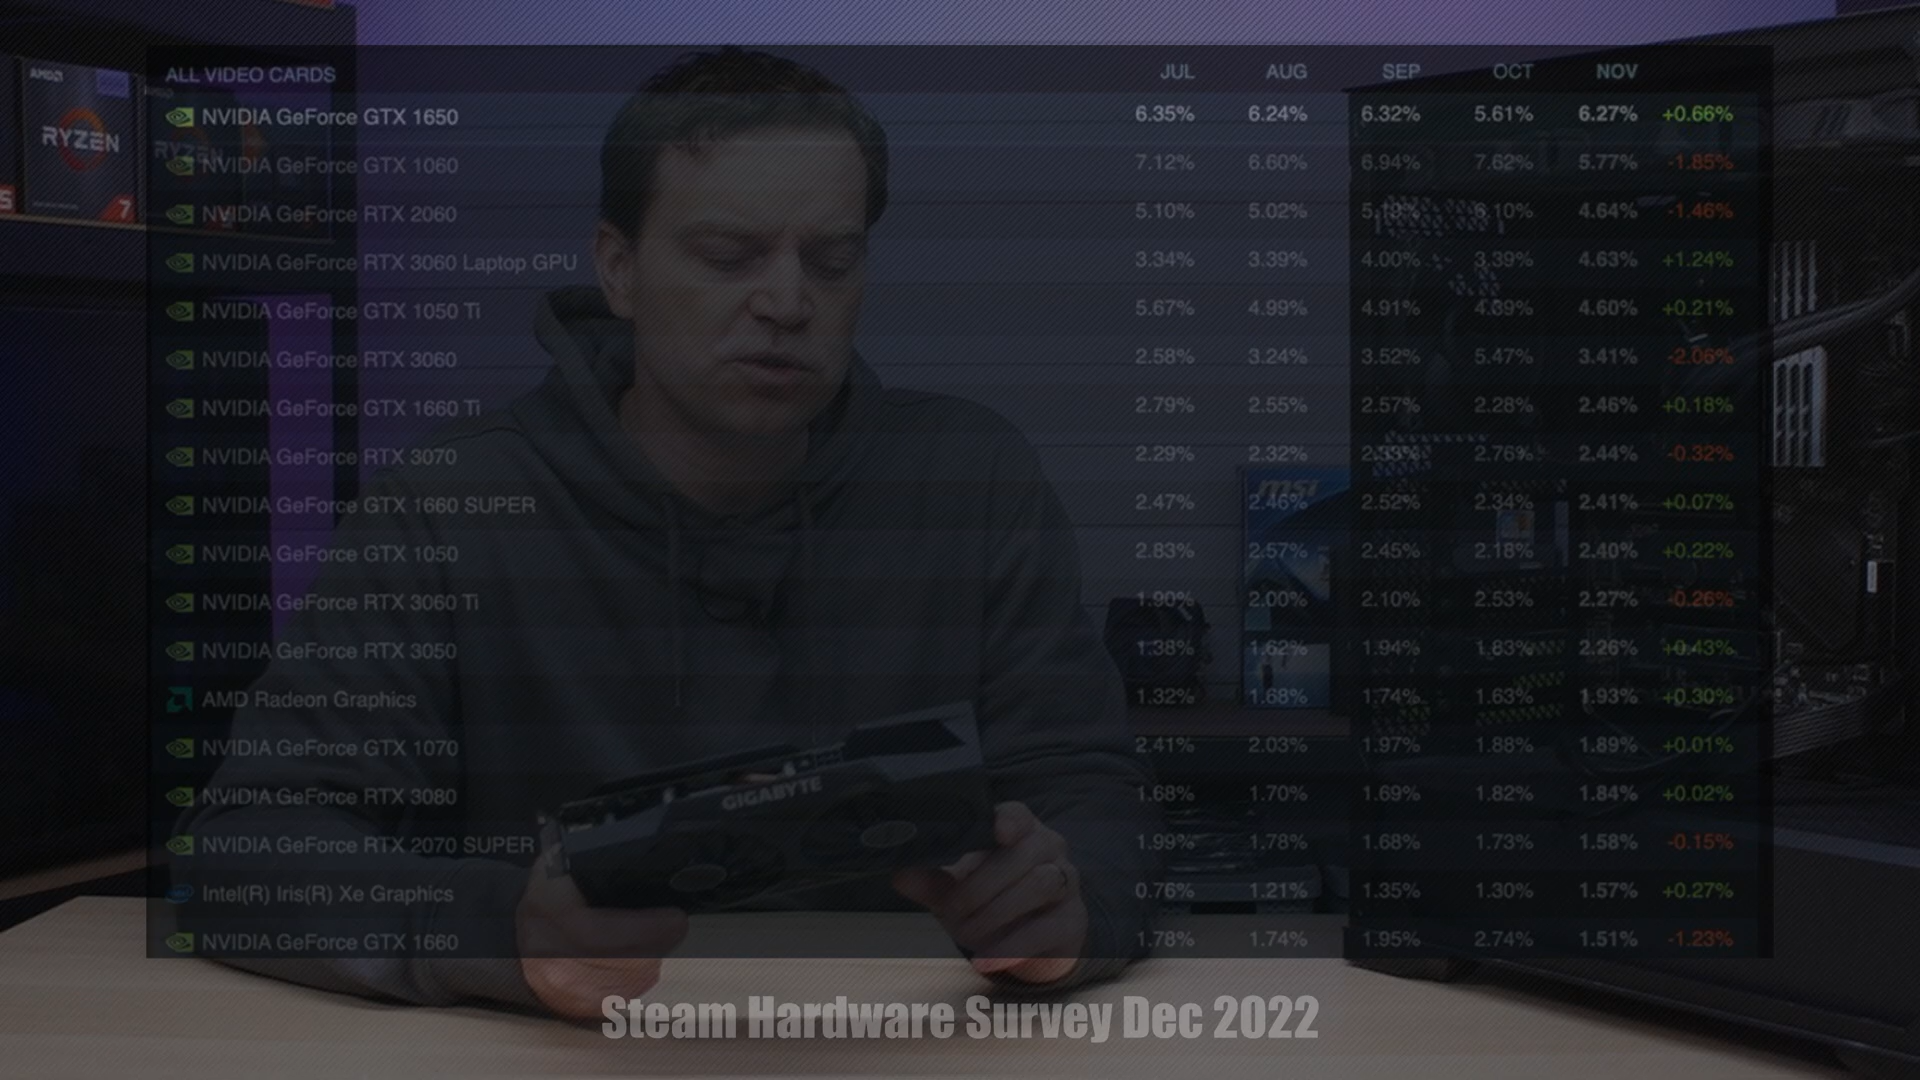 ALL VIDEO CARDS JUL AUG SEP OCT NOV
NVIDIA GeForce GTX 1650 6.35% 6.24% 6.32% 5.61% 6.27% +0.66%
NVIDIA GeForce GTX 1060 7.12% 6.60% 6.94% 7.62% 5.77% -1.85%
NVIDIA GeForce RTX 2060 5.10% 5.02% 6.10% 4.64% -1.46%
NVIDIA GeForce RTX 3060 Laptop GPU 3.34% 3.39% 4.00% 3.39% 4.63% +1.24%
NVIDIA GeForce GTX 1050 Ti 5.67% 4.99% 4.91% 4.39% 4.60% +0.21%
NVIDIA GeForce RTX 3060 2.58% 3.24% 3.52% 5.47% 3.41% -2.06%
NVIDIA GeForce GTX 1660 Ti 2.79% 2.55% 2.57% 2.28% 2.46% +0.18%
NVIDIA GeForce RTX 3070 2.29% 2.32% 2.76% 2.44% -0.32%
NVIDIA GeForce GTX 1660 SUPER 2.47% 2.46% 2.52% 2.34% 2.41% +0.07%
NVIDIA GeForce GTX 1050 2.83% 2.57% 2.45% 2.18% 2.40% +0.22%
NVIDIA GeForce RTX 3060 Ti 1.90% 2.00% 2.10% 2.53% 2.27% -0.26%
NVIDIA GeForce RTX 3050 1.38% 1.62% 1.94% 1.83% 2.26% +0.43%
AMD Radeon Graphics 1.32% 1.68% 1.74% 1.63% 1.93% +0.30%
NVIDIA GeForce GTX 1070 2.41% 2.03% 1.97% 1.88% 1.89% +0.01%
NVIDIA GeForce RTX 3080 1.68% 1.70% 1.69% 1.82% 1.84% +0.02%
NVIDIA GeForce RTX 2070 SUPER 1.99% 1.78% 1.68% 1.73% 1.58% -0.15%
Intel(R) Iris(R) Xe Graphics 0.76% 1.21% 1.35% 1.30% 1.57% +0.27%
NVIDIA GeForce GTX 1660 1.78% 1.74% 1.95% 2.74% 1.51% -1.23%
Steam Hardware Survey Dec 2022
AMD
RYZEN
7
5
RYZEN
msi
GIGABYTE